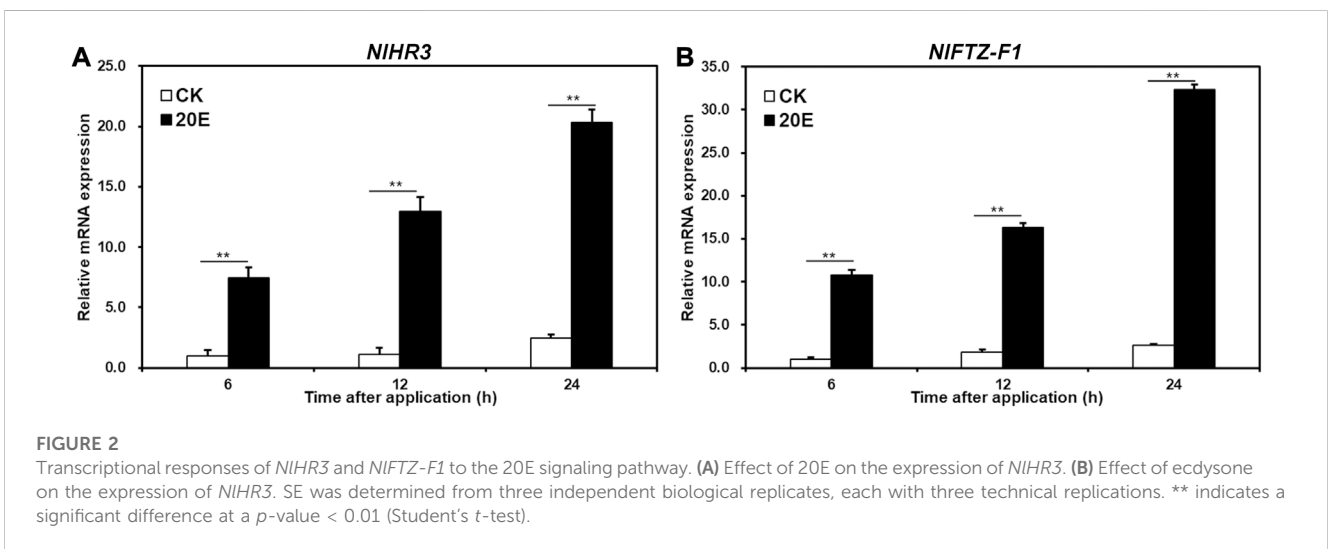 A
NlHR3
25.0
20.0
15.0
10.0
5.0
0.0
Relative mRNA expression
CK
20E
**
**
**
6 12 24
Time after application (h)
B
NlFTZ-F1
35.0
30.0
25.0
20.0
15.0
10.0
5.0
0.0
Relative mRNA expression
CK
20E
**
**
**
6 12 24
Time after application (h)
FIGURE 2
Transcriptional responses of NlHR3 and NlFTZ-F1 to the 20E signaling pathway. (A) Effect of 20E on the expression of NlHR3. (B) Effect of ecdysone
on the expression of NlHR3. SE was determined from three independent biological replicates, each with three technical replications. ** indicates a
significant difference at a p-value < 0.01 (Student's t-test).